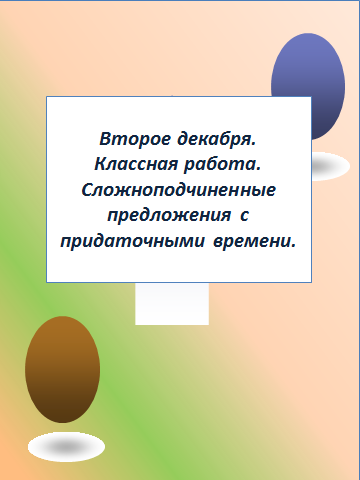 Второе декабря.
Классная работа.
Сложноподчиненные
предложения с
придаточными времени.